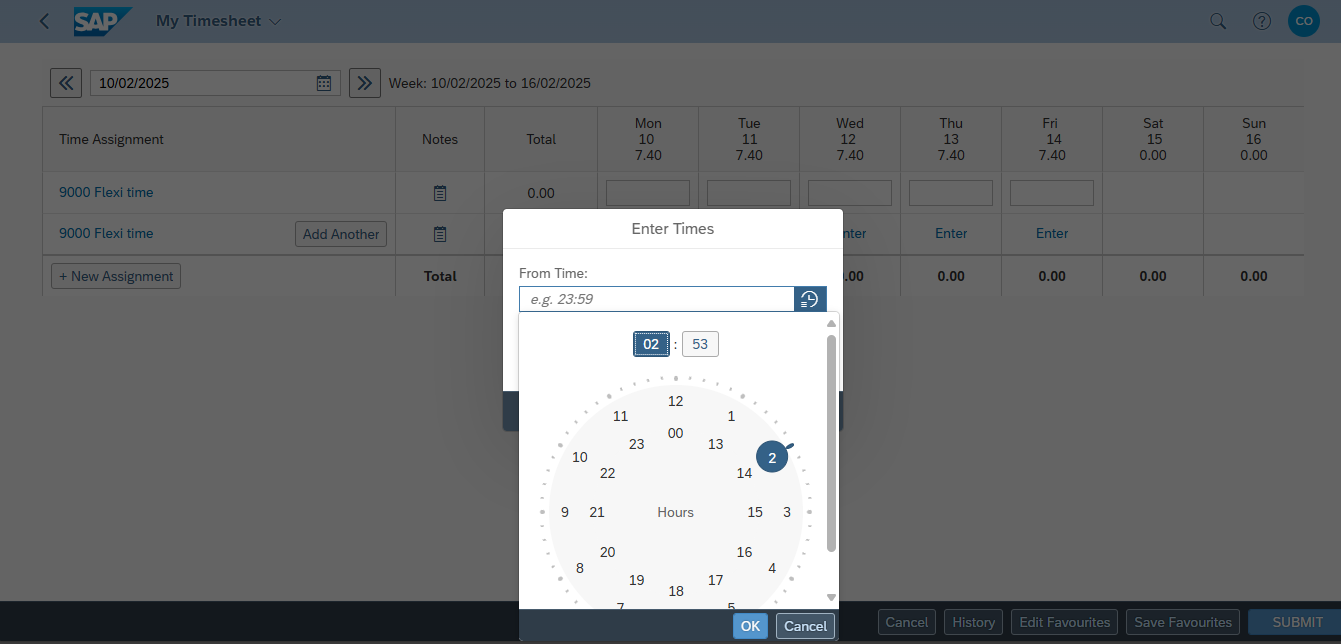 SAP My Timesheet CO
10/02/2025 Week: 10/02/2025 to 16/02/2025
Time Assignment Notes Total Mon Tue Wed Thu Fri Sat Sun
10 11 12 13 14 15 16
7.40 7.40 7.40 7.40 7.40 0.00 0.00
9000 Flexi time 0.00
9000 Flexi time Add Another nter Enter Enter
+ New Assignment Total .00 0.00 0.00 0.00 0.00
Enter Times
From Time:
e.g. 23:59
02 : 53
12
11 1
00
23 13
10 2
22 14
9 21 Hours 15 3
20 16
8 4
19 17
18
7 5
OK Cancel
Cancel History Edit Favourites Save Favourites SUBMIT